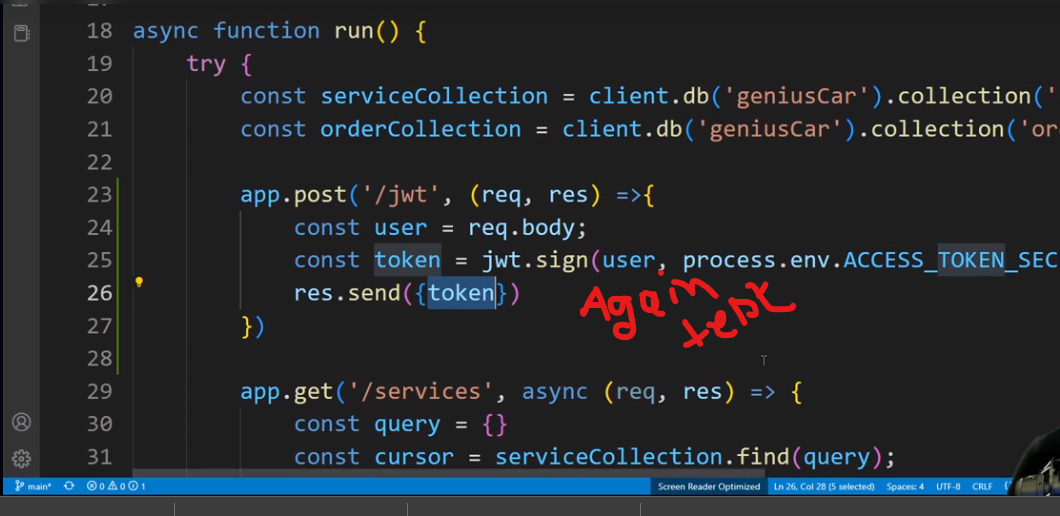 18 async function run() {
19 try {
20 const serviceCollection = client.db('geniusCar').collection('
21 const orderCollection = client.db('geniusCar').collection('or
22
23 app.post('/jwt', (req, res) =>{
24 const user = req.body;
25 const token = jwt.sign(user, process.env.ACCESS_TOKEN_SEC
26 res.send({token})
Again
test
27 })
28
29 app.get('/services', async (req, res) => {
30 const query = {}
31 const cursor = serviceCollection.find(query);
main* 0 0 1 Screen Reader Optimized Ln 26, Col 28 (5 selected) Spaces: 4 UTF-8 CRLF